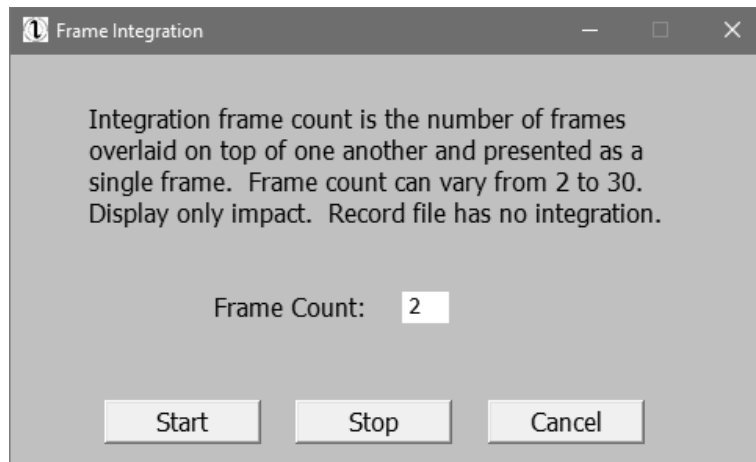 Frame Integration
Integration frame count is the number of frames
overlaid on top of one another and presented as a
single frame.  Frame count can vary from 2 to 30.
Display only impact.  Record file has no integration.
Frame Count: 2
Start Stop Cancel